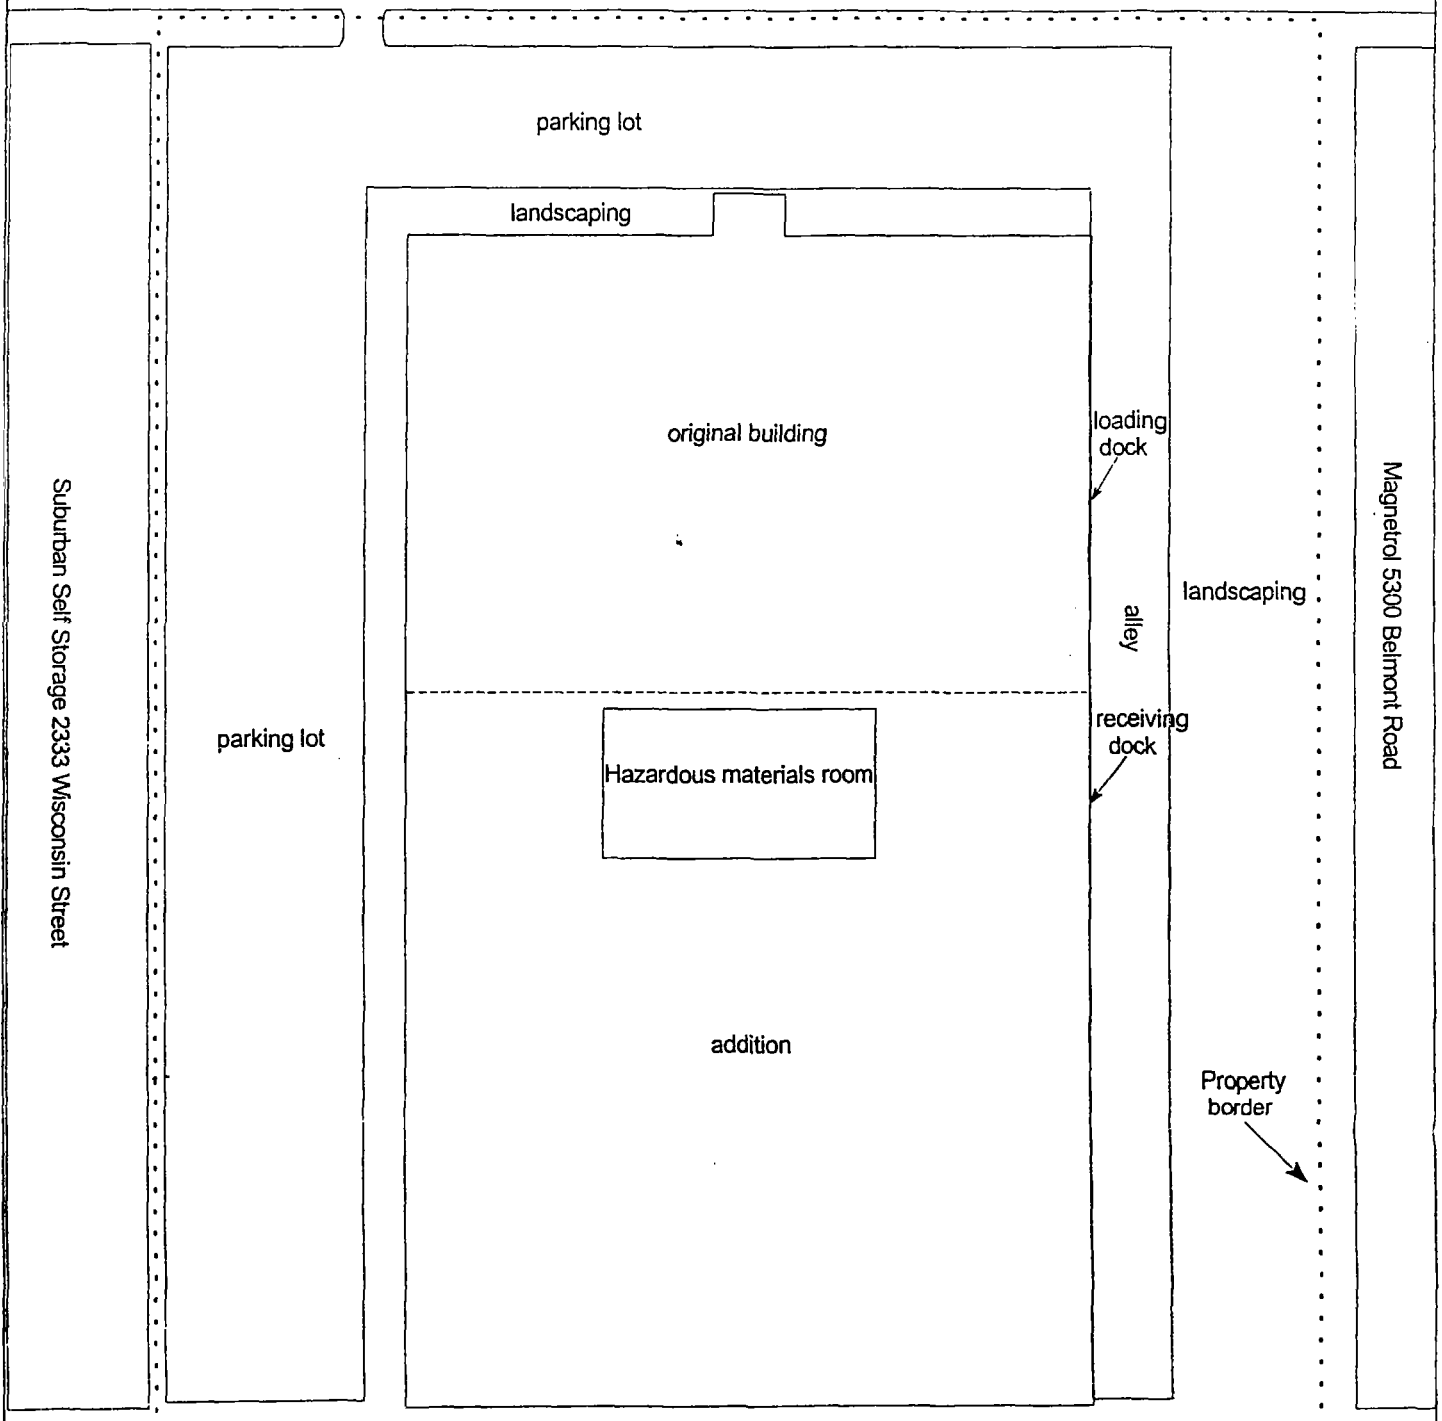 parking lot
landscaping
original building
loading
dock
alley
landscaping
Suburban Self Storage 2333 Wisconsin Street
Magnetrol 5300 Belmont Road
parking lot
receiving
dock
Hazardous materials room
addition
Property
border